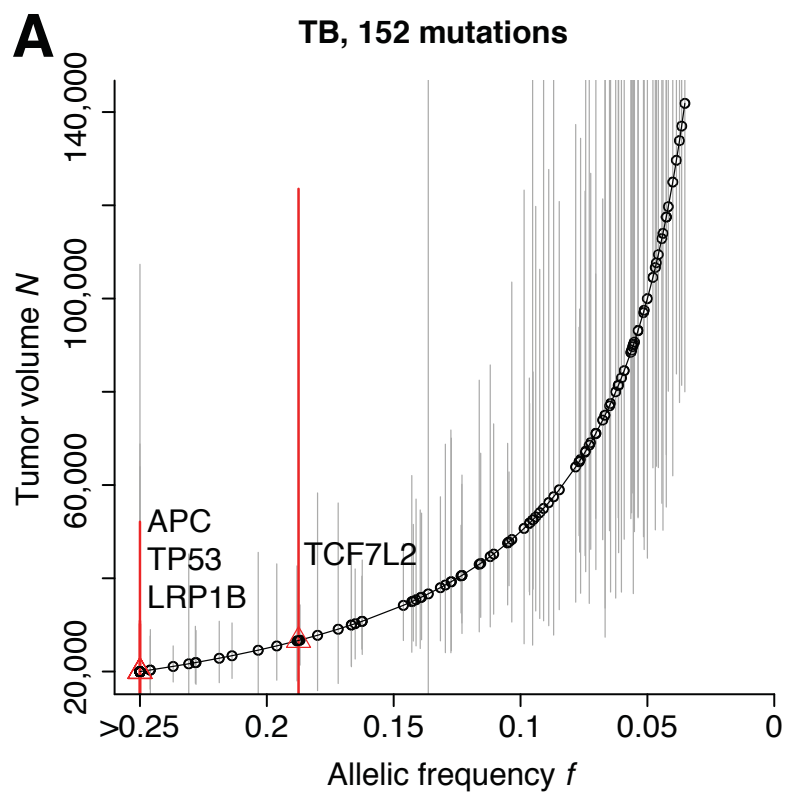 A
TB, 152 mutations
Tumor volume N
140,000
100,000
60,000
20,000
APC
TP53
LRP1B
TCF7L2
>0.25 0.2 0.15 0.1 0.05 0
Allelic frequency f